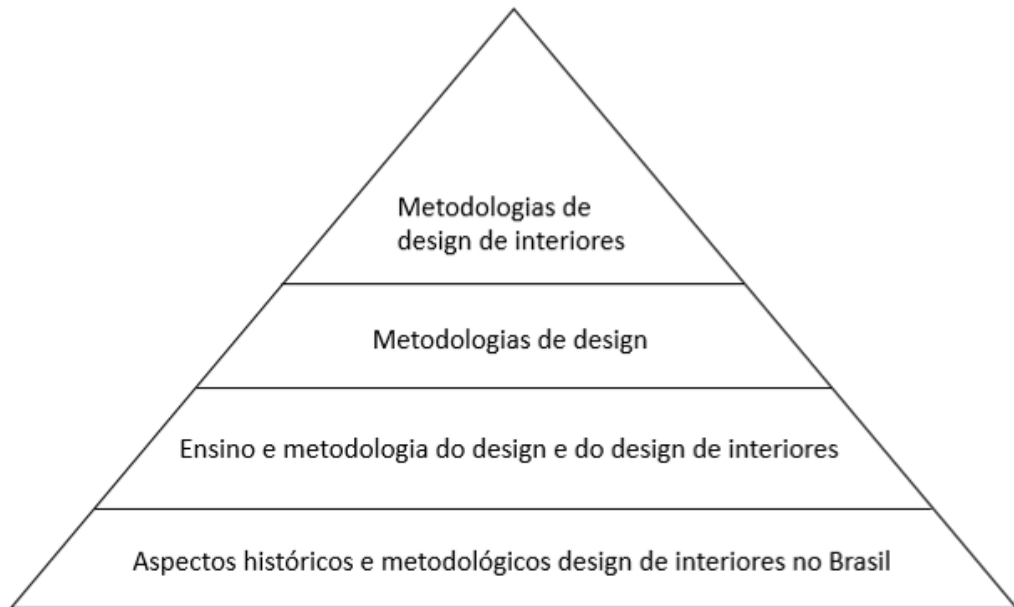 Metodologias de
design de interiores
Metodologias de design
Ensino e metodologia do design e do design de interiores
Aspectos históricos e metodológicos design de interiores no Brasil